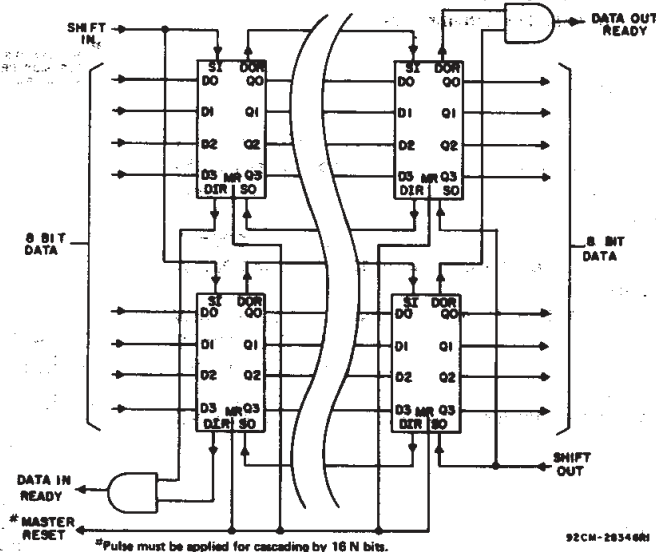 SHIFT IN
DATA OUT READY
SI DOR
D0 Q0
D1 Q1
D2 Q2
D3 MR Q3
DIR SO
SI DOR
D0 Q0
D1 Q1
D2 Q2
D3 MR Q3
DIR SO
8 BIT DATA
8 BIT DATA
SI DOR
D0 Q0
D1 Q1
D2 Q2
D3 MR Q3
DIR SO
SI DOR
D0 Q0
D1 Q1
D2 Q2
D3 MR Q3
DIR SO
DATA IN READY
SHIFT OUT
#MASTER RESET
#Pulse must be applied for cascading by 16 N bits.
92CM-28346RI